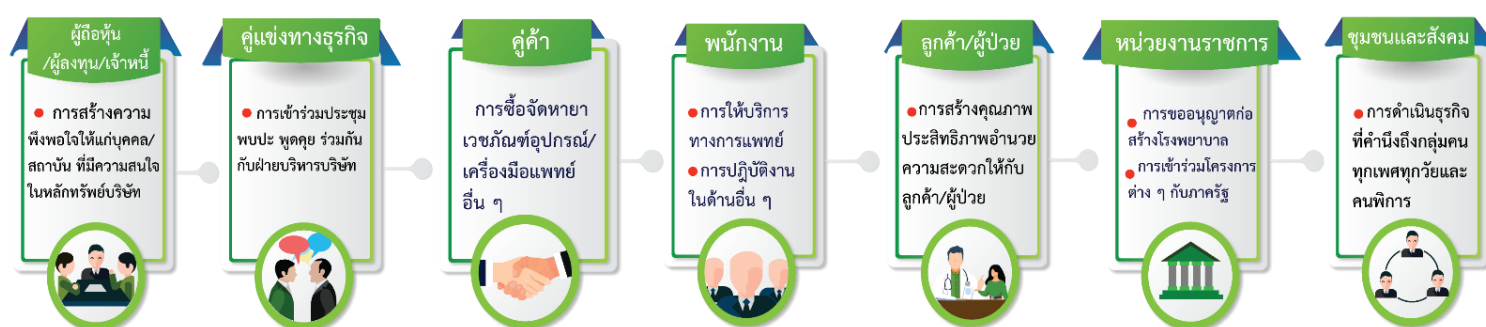 ผู้ถือหุ้น
/ผู้ลงทุน/เจ้าหนี้
● การสร้างความ
พึงพอใจให้แก่บุคคล/
สถาบัน ที่มีความสนใจ
ในหลักทรัพย์บริษัท
คู่แข่งทางธุรกิจ
● การเข้าร่วมประชุม
พบปะ พูดคุย ร่วมกัน
กับฝ่ายบริหารบริษัท
คู่ค้า
การซื้อจัดหายา
เวชภัณฑ์อุปกรณ์/
เครื่องมือแพทย์
อื่น ๆ
พนักงาน
● การให้บริการ
ทางการแพทย์
● การปฎิบัติงาน
ในด้านอื่น ๆ
ลูกค้า/ผู้ป่วย
● การสร้างคุณภาพ
ประสิทธิภาพอำนวย
ความสะดวกให้กับ
ลูกค้า/ผู้ป่วย
หน่วยงานราชการ
● การขออนุญาตก่อ
สร้างโรงพยาบาล
● การเข้าร่วมโครงการ
ต่าง ๆ กับภาครัฐ
ชุมชนและสังคม
● การดำเนินธุรกิจ
ที่คำนึงถึงกลุ่มคน
ทุกเพศทุกวัยและ
คนพิการ